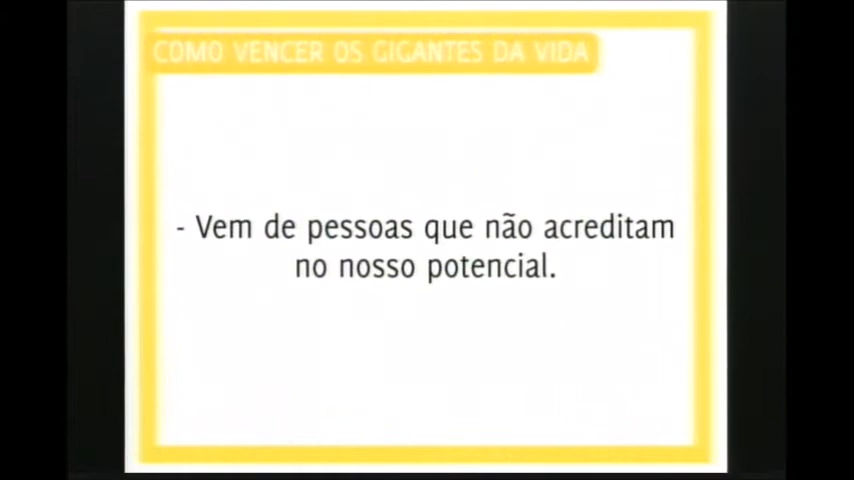 COMO VENCER OS GIGANTES DA VIDA
- Vem de pessoas que não acreditam
no nosso potencial.